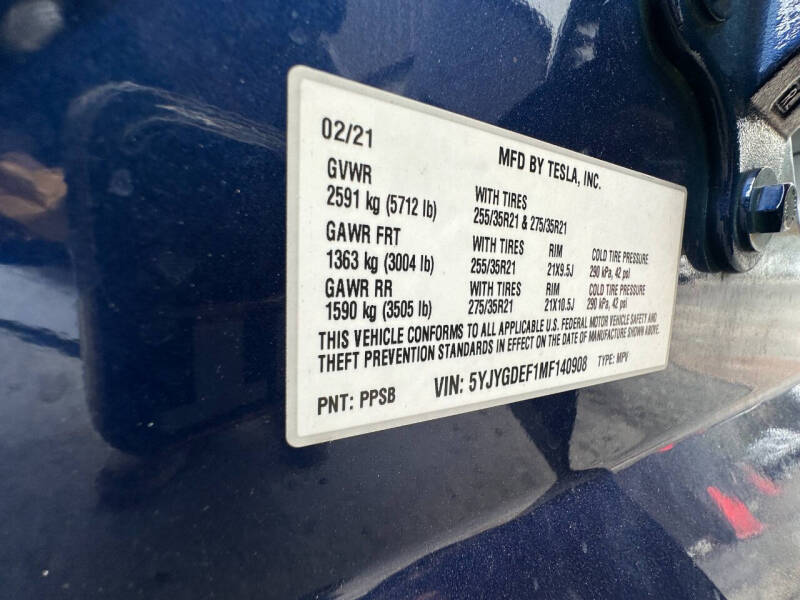 02/21 MFD BY TESLA, INC.
GVWR
2591 kg (5712 lb) WITH TIRES 255/35R21 & 275/35R21
GAWR FRT WITH TIRES RIM COLD TIRE PRESSURE
1363 kg (3004 lb) 255/35R21 21X9.5J 290 kPa, 42 psi
GAWR RR WITH TIRES RIM COLD TIRE PRESSURE
1590 kg (3505 lb) 275/35R21 21X10.5J 290 kPa, 42 psi
THIS VEHICLE CONFORMS TO ALL APPLICABLE U.S. FEDERAL MOTOR VEHICLE SAFETY AND
THEFT PREVENTION STANDARDS IN EFFECT ON THE DATE OF MANUFACTURE SHOWN ABOVE.
PNT: PPSB VIN: 5YJYGDEF1MF140908 TYPE: MPV